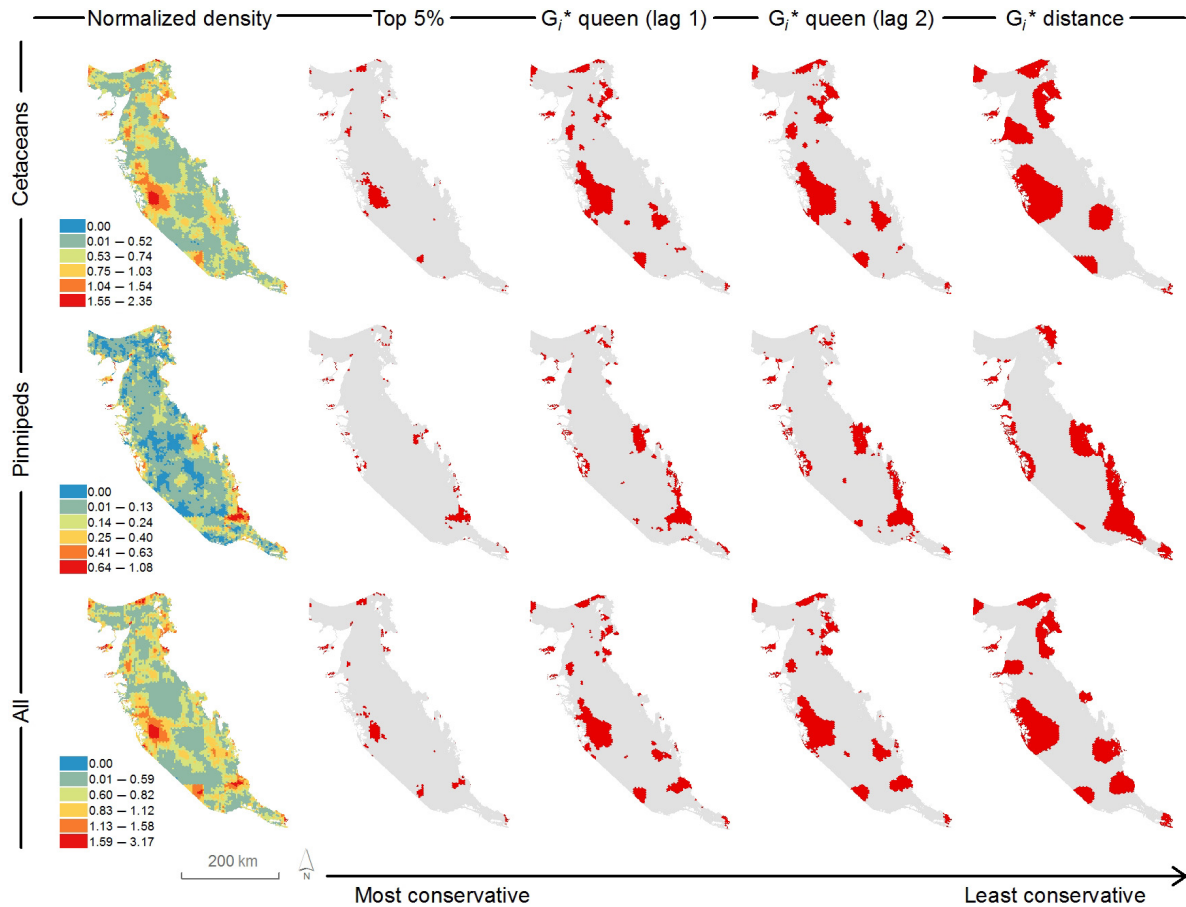 Normalized density
Top 5%
Gi* queen (lag 1)
Gi* queen (lag 2)
Gi* distance
Cetaceans
0.00
0.01 – 0.52
0.53 – 0.74
0.75 – 1.03
1.04 – 1.54
1.55 – 2.35
Pinnipeds
0.00
0.01 – 0.13
0.14 – 0.24
0.25 – 0.40
0.41 – 0.63
0.64 – 1.08
All
0.00
0.01 – 0.59
0.60 – 0.82
0.83 – 1.12
1.13 – 1.58
1.59 – 3.17
200 km
N
Most conservative
Least conservative